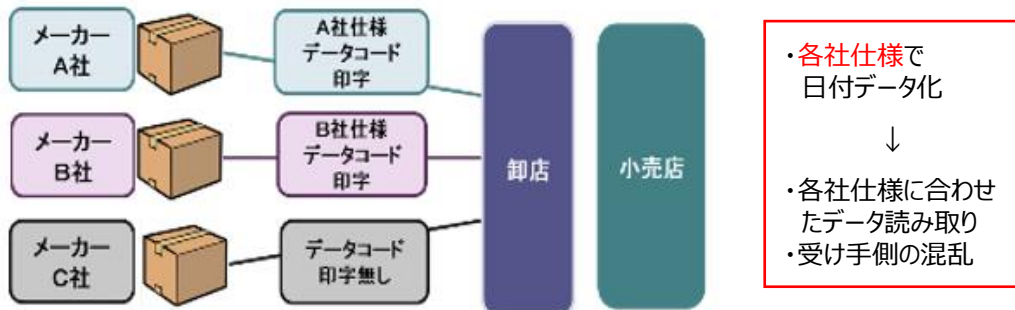 メーカー
A社
A社仕様
データコード
印字
メーカー
B社
B社仕様
データコード
印字
メーカー
C社
データコード
印字無し
卸店
小売店
・各社仕様で
日付データ化
↓
・各社仕様に合わせ
たデータ読み取り
・受け手側の混乱